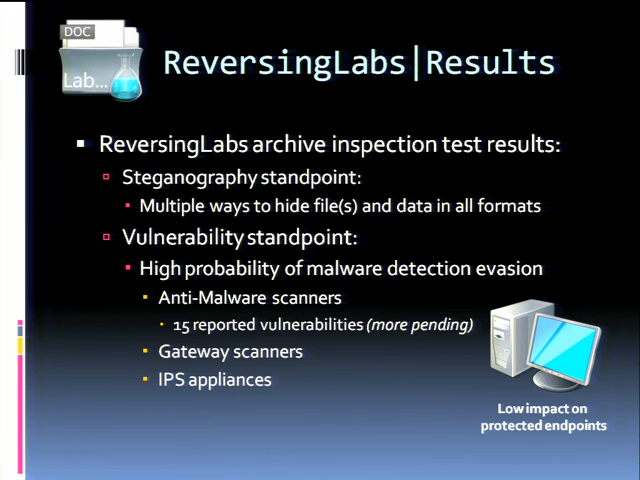 DOC
Lab...
ReversingLabs|Results
ReversingLabs archive inspection test results:
Steganography standpoint:
Multiple ways to hide file(s) and data in all formats
Vulnerability standpoint:
High probability of malware detection evasion
Anti-Malware scanners
15 reported vulnerabilities (more pending)
Gateway scanners
IPS appliances
Low impact on
protected endpoints